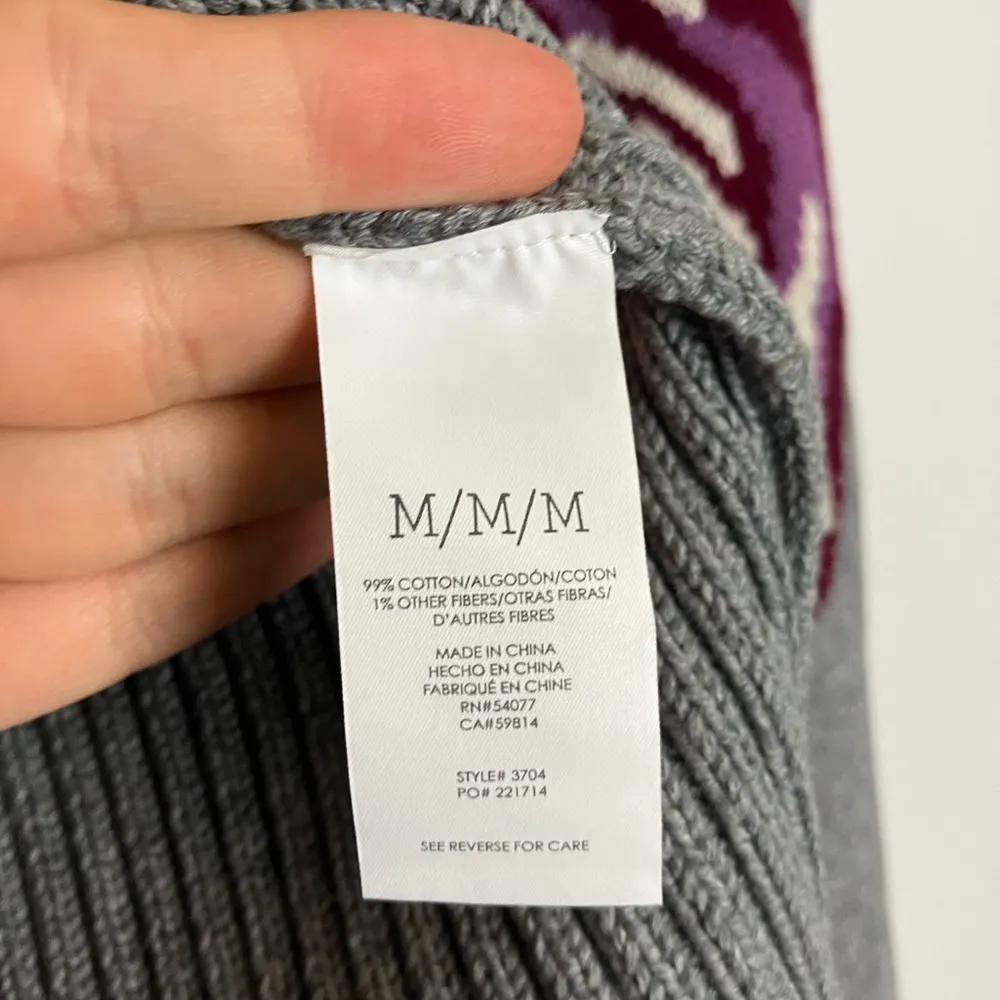 M/M/M
99% COTTON/ALGODÓN/COTON
1% OTHER FIBERS/OTRAS FIBRAS/
D'AUTRES FIBRES
MADE IN CHINA
HECHO EN CHINA
FABRIQUÉ EN CHINE
RN#54077
CA#59814
STYLE# 3704
PO# 221714
SEE REVERSE FOR CARE